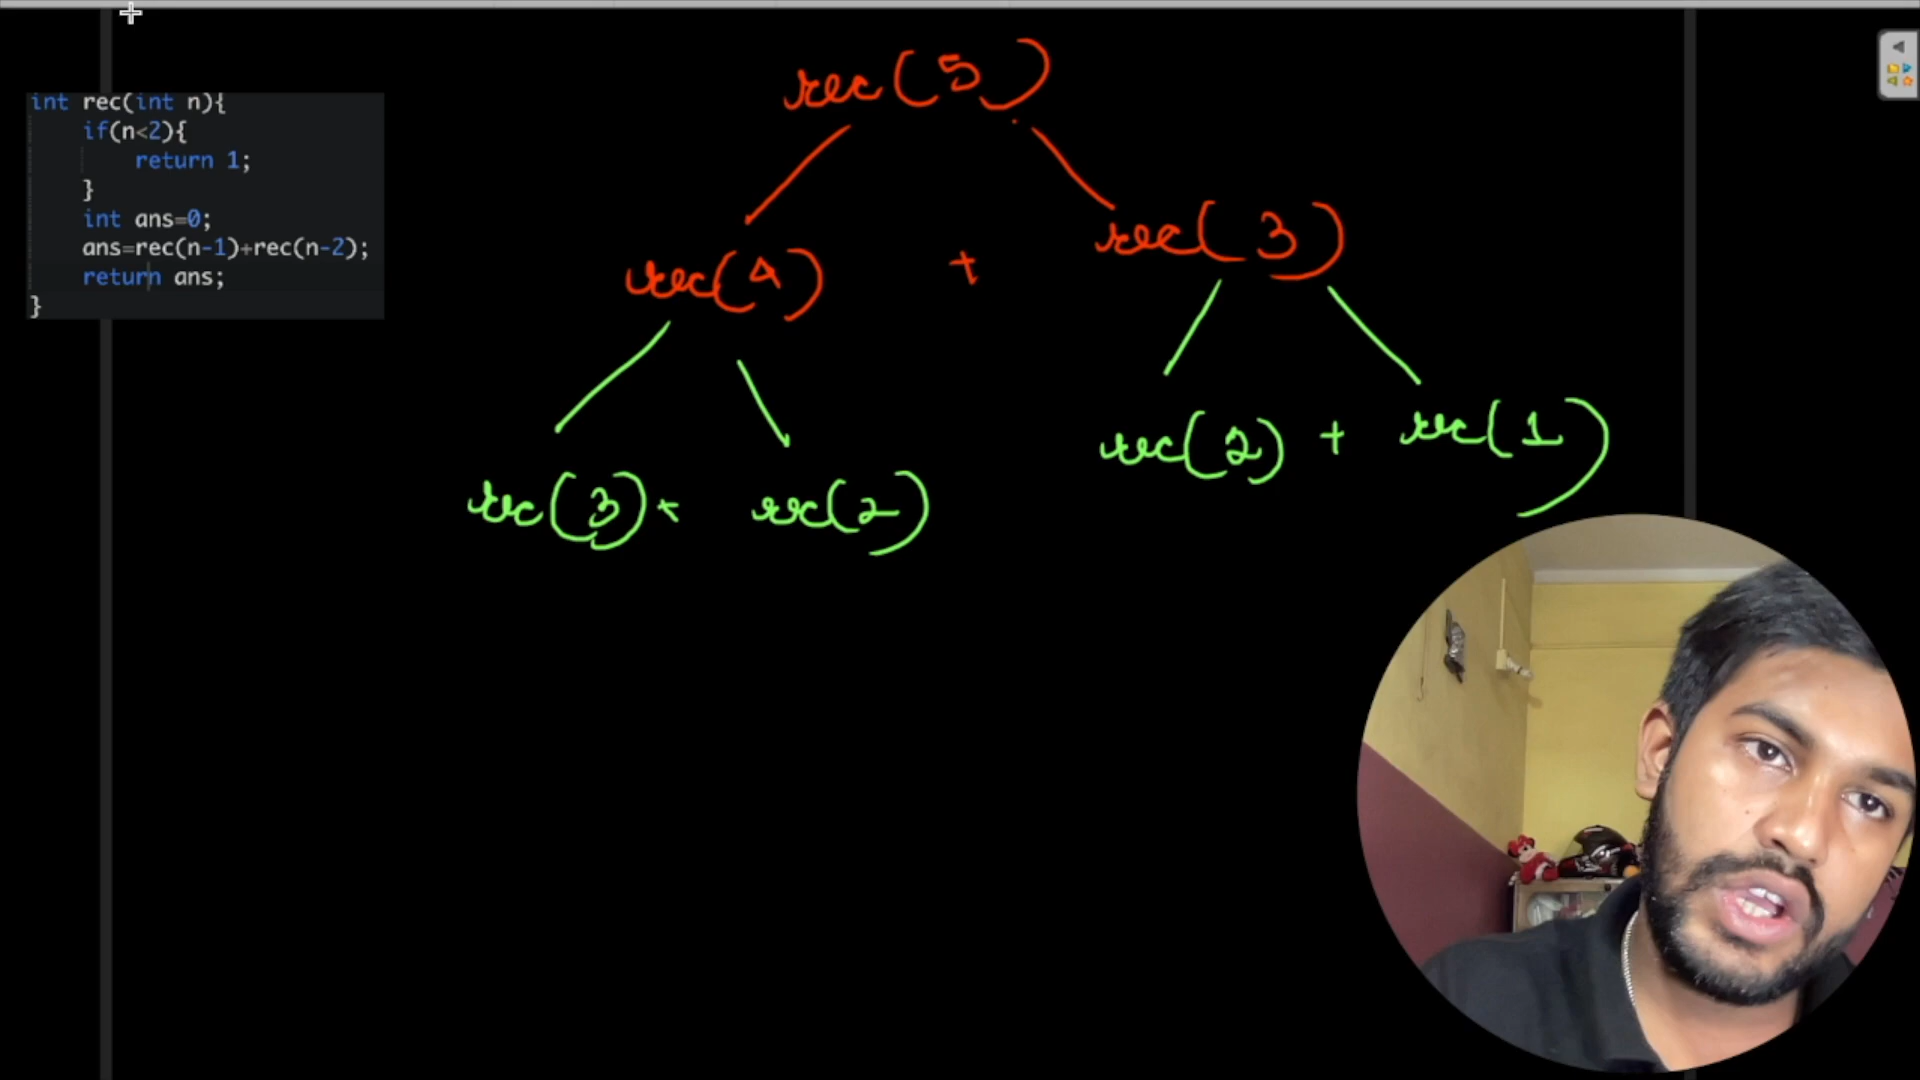 int rec(int n){
if(n<2){
return 1;
}
int ans=0;
ans=rec(n-1)+rec(n-2);
return ans;
}
rec(5)
rec(4) + rec(3)
rec(3)+ rec(2)
rec(2) + rec(1)